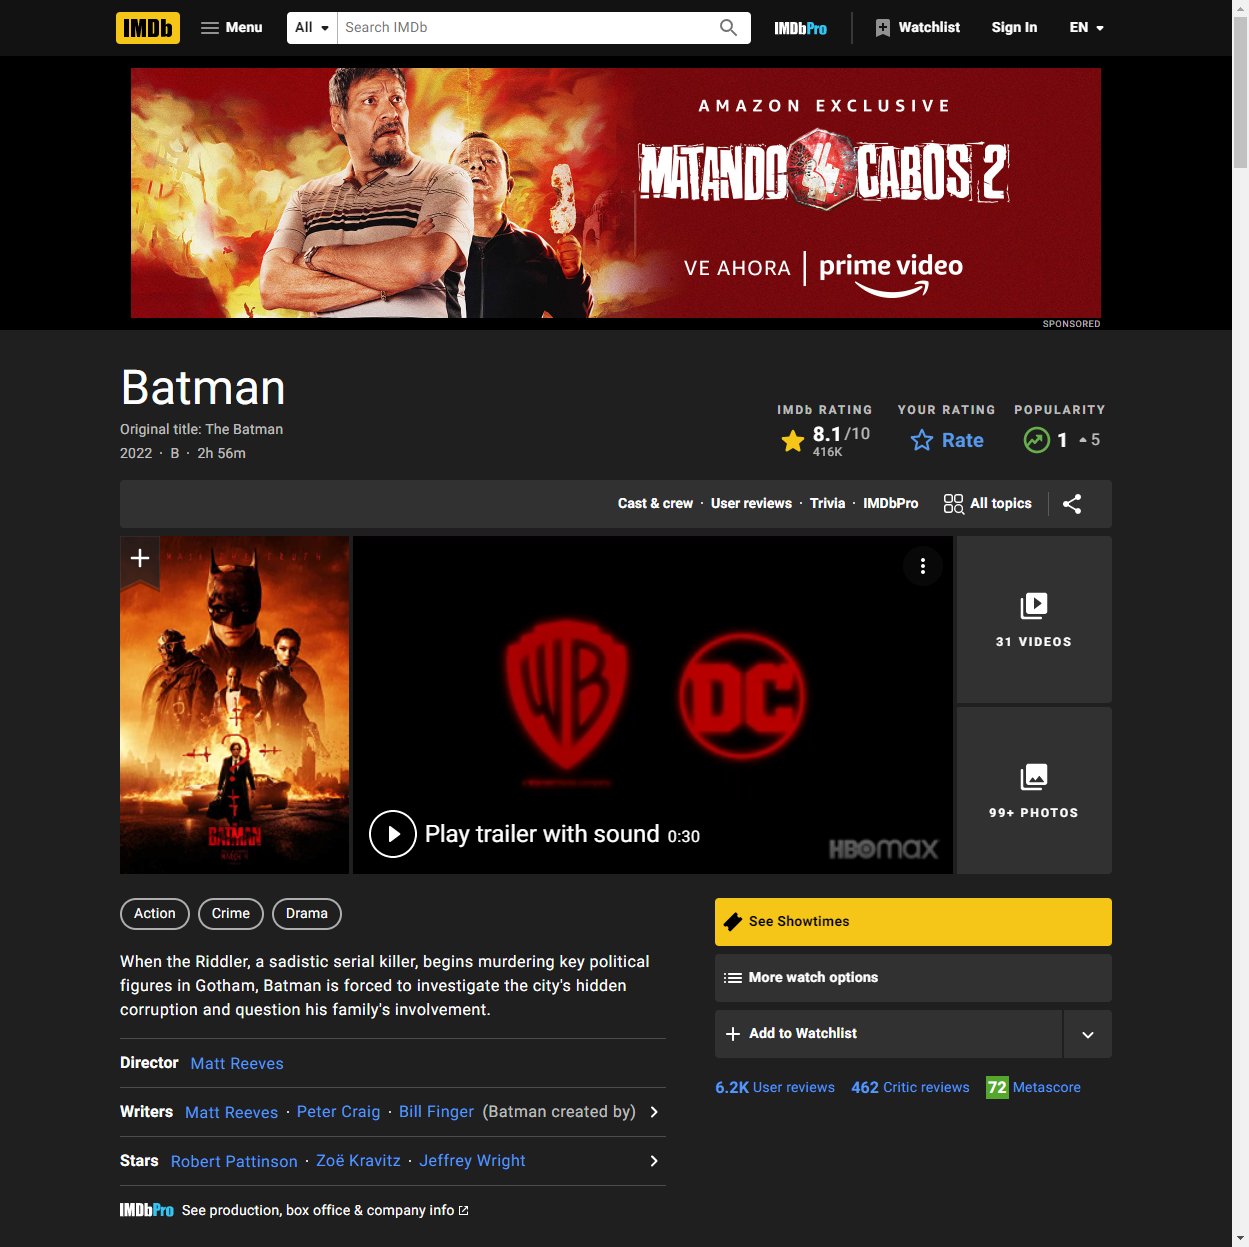 IMDb
Menu
All
Search IMDb
IMDbPro
Watchlist
Sign In
EN
AMAZON EXCLUSIVE
MATANDO CABOS 2
VE AHORA | prime video
SPONSORED
Batman
Original title: The Batman
2022 · B · 2h 56m
IMDb RATING
8.1/10
416K
YOUR RATING
Rate
POPULARITY
1
5
Cast & crew · User reviews · Trivia · IMDbPro
All topics
THE BATMAN
WB
DC
Play trailer with sound 0:30
HBOmax
31 VIDEOS
99+ PHOTOS
Action
Crime
Drama
When the Riddler, a sadistic serial killer, begins murdering key political
figures in Gotham, Batman is forced to investigate the city's hidden
corruption and question his family's involvement.
Director Matt Reeves
Writers Matt Reeves · Peter Craig · Bill Finger (Batman created by)
Stars Robert Pattinson · Zoë Kravitz · Jeffrey Wright
IMDbPro See production, box office & company info
See Showtimes
More watch options
Add to Watchlist
6.2K User reviews
462 Critic reviews
72 Metascore